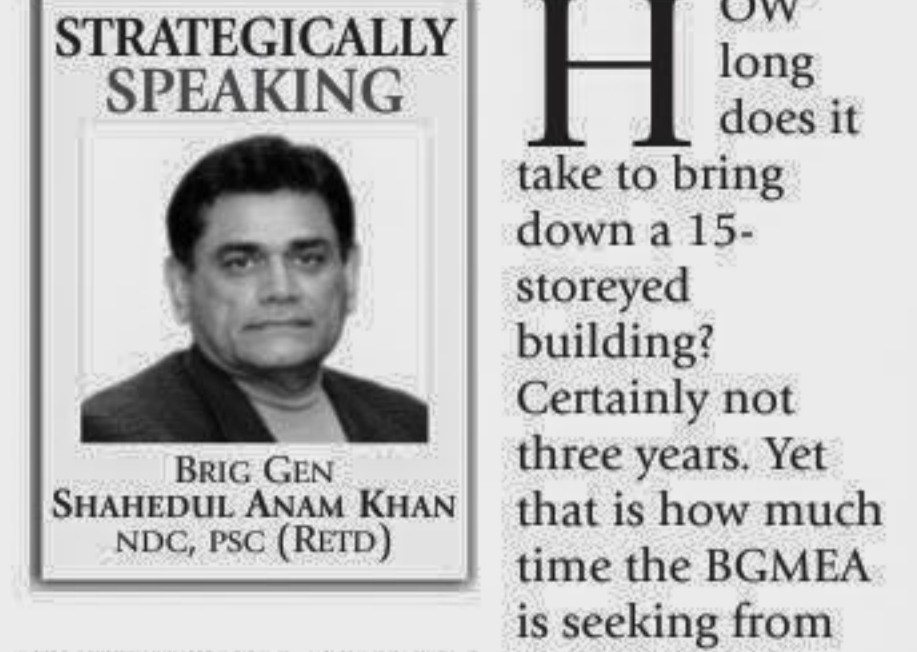 STRATEGICALLY
SPEAKING
BRIG GEN
SHAHEDUL ANAM KHAN
NDC, PSC (RETD)
HOW
long
does it
take to bring
down a 15-
storeyed
building?
Certainly not
three years. Yet
that is how much
time the BGMEA
is seeking from